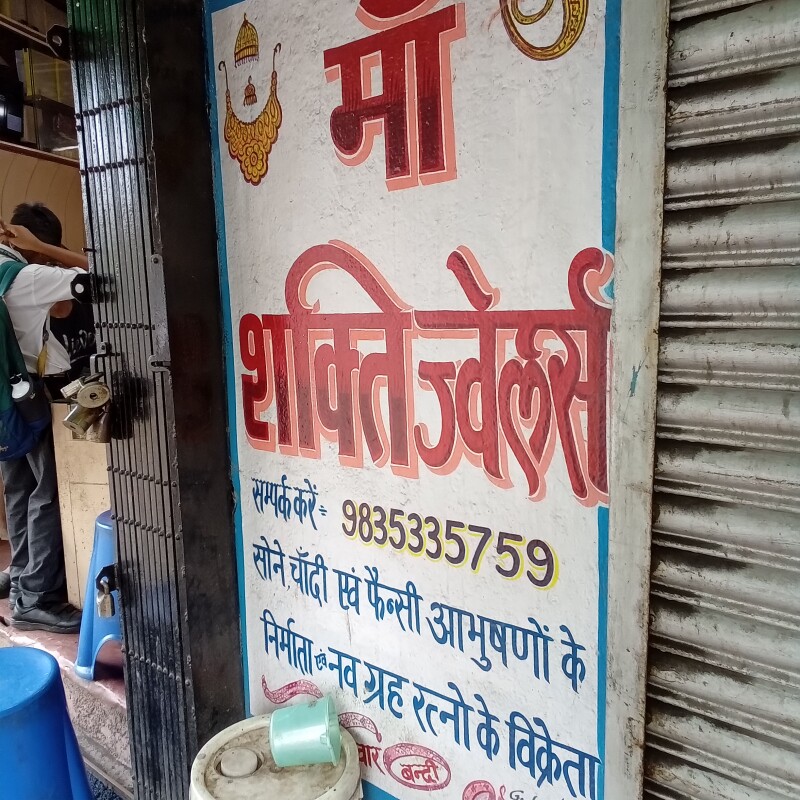 माँ
शक्ति ज्वेलर्स
सम्पर्क करें = 9835335759
सोने, चाँदी एवं फैन्सी आभुषणों के
निर्माता एवं नव ग्रह रत्नो के विक्रेता
बन्दी